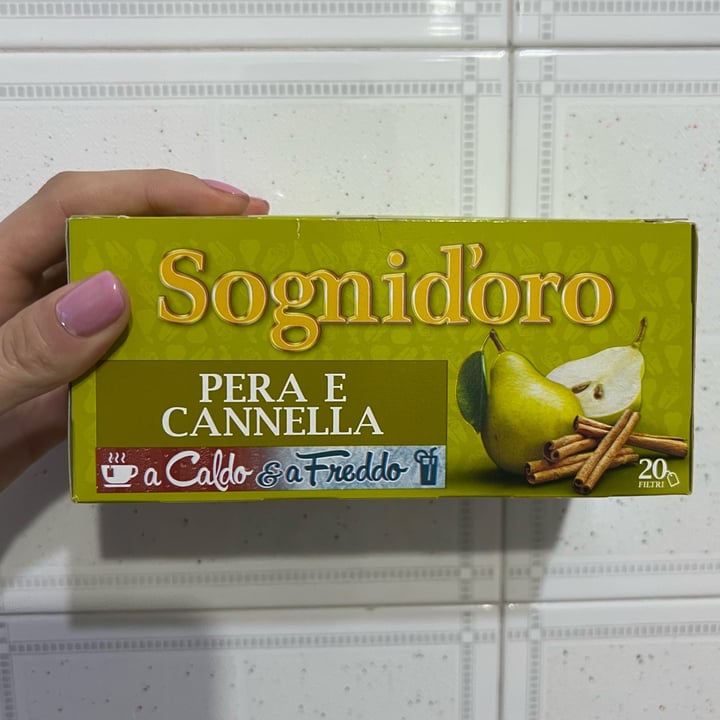 Sognid'oro
PERA E
CANNELLA
a Caldo & a Freddo
20
FILTRI